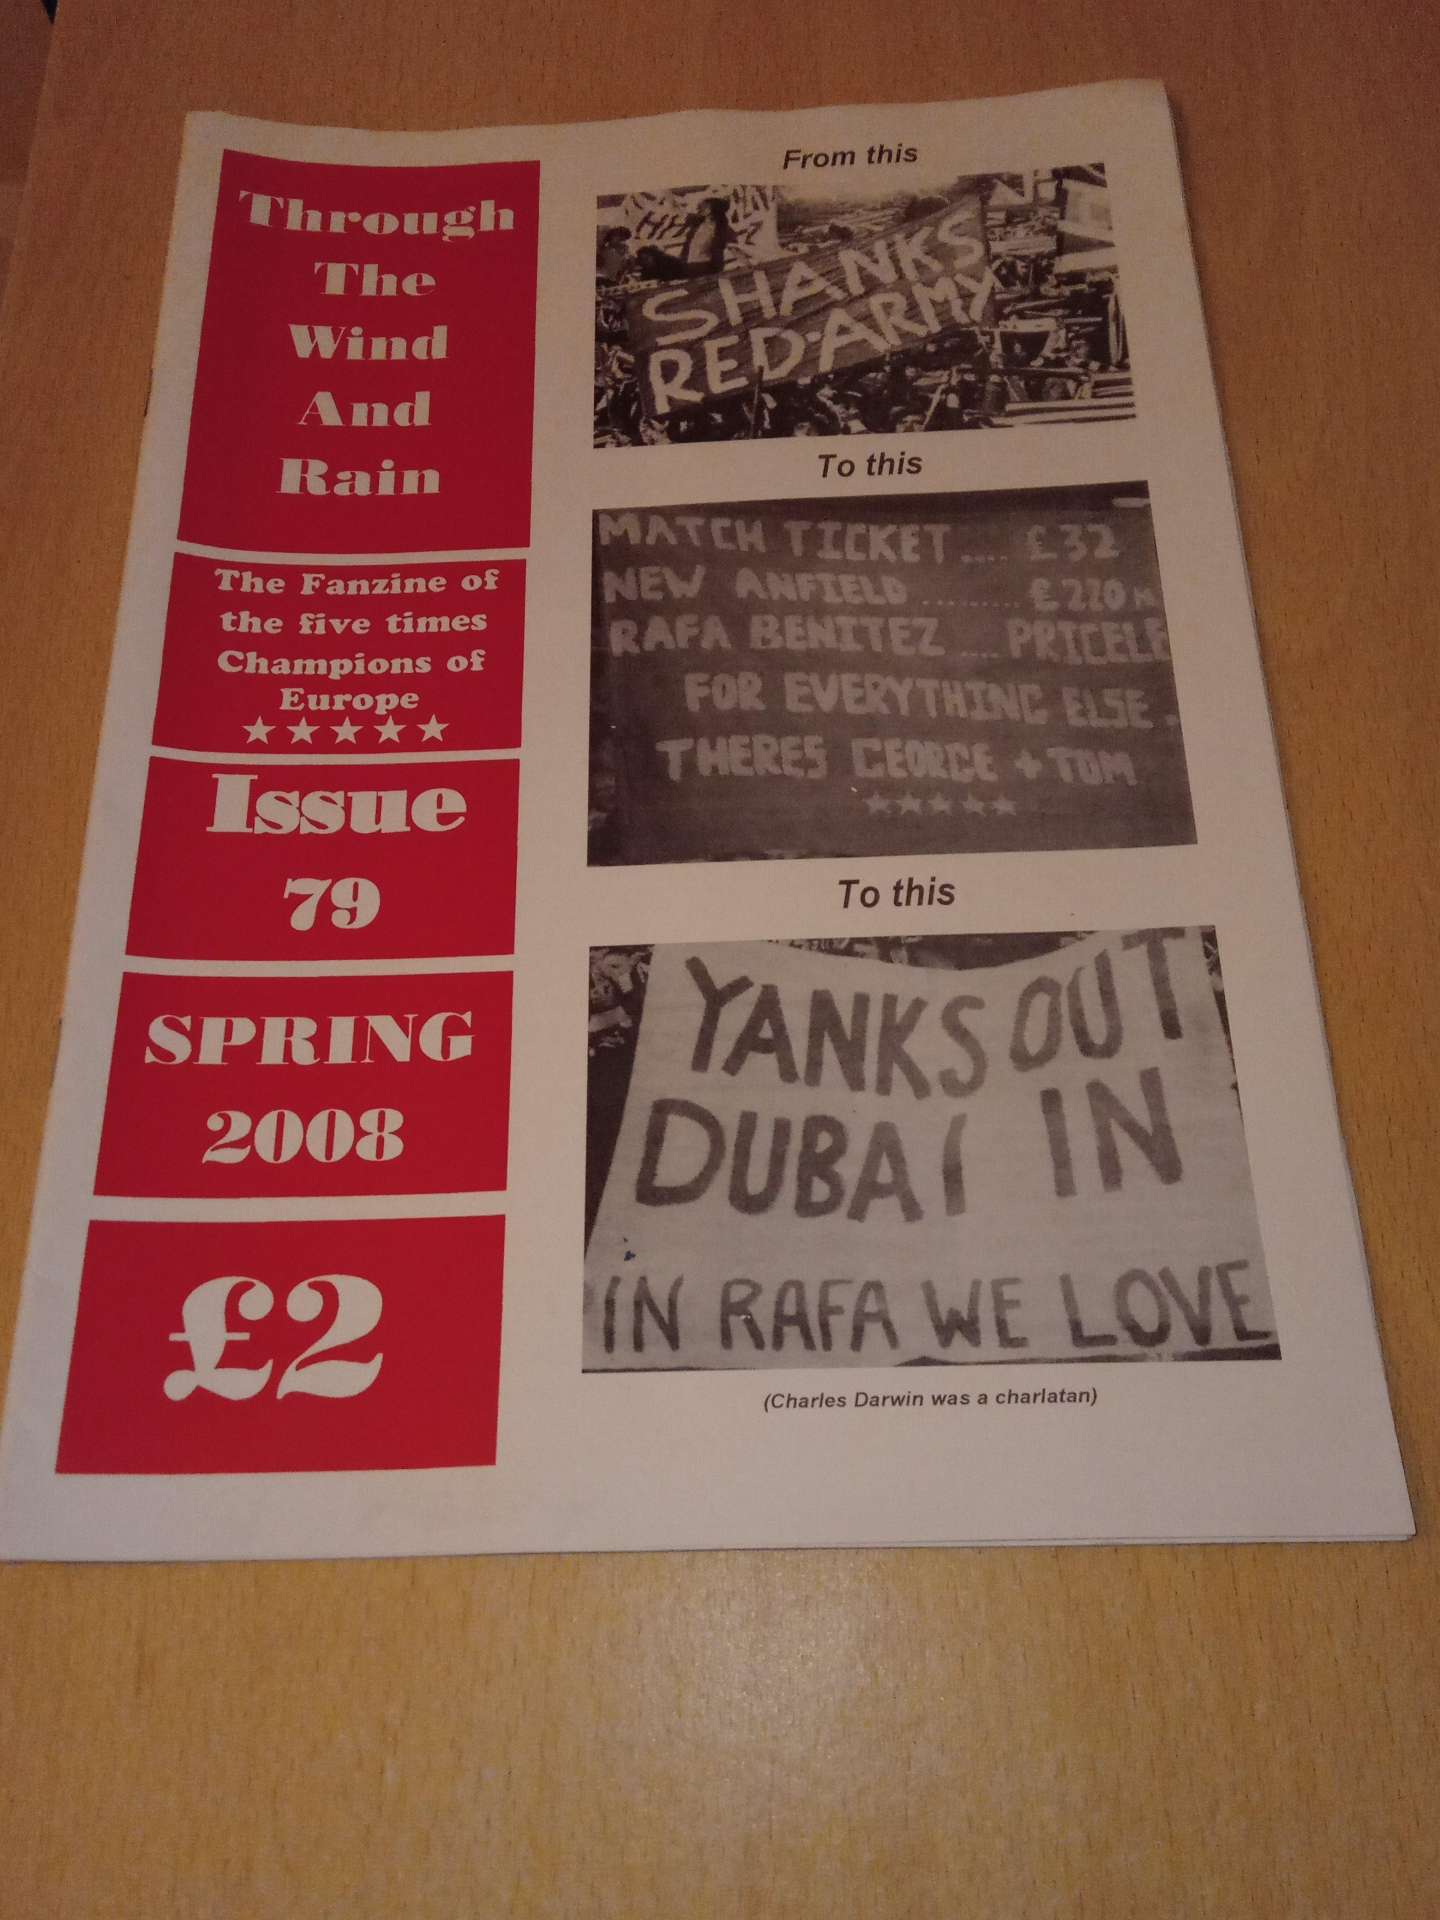 Through
The
Wind
And
Rain
The Fanzine of
the five times
Champions of
Europe
Issue
79
SPRING
2008
£2
From this
SHANKS
RED·ARMY
To this
MATCH TICKET .... £32
NEW ANFIELD .......... £220M
RAFA BENITEZ .... PRICELE
FOR EVERYTHING ELSE.
THERES GEORGE + TOM
To this
YANKS OUT
DUBAI IN
IN RAFA WE LOVE
(Charles Darwin was a charlatan)